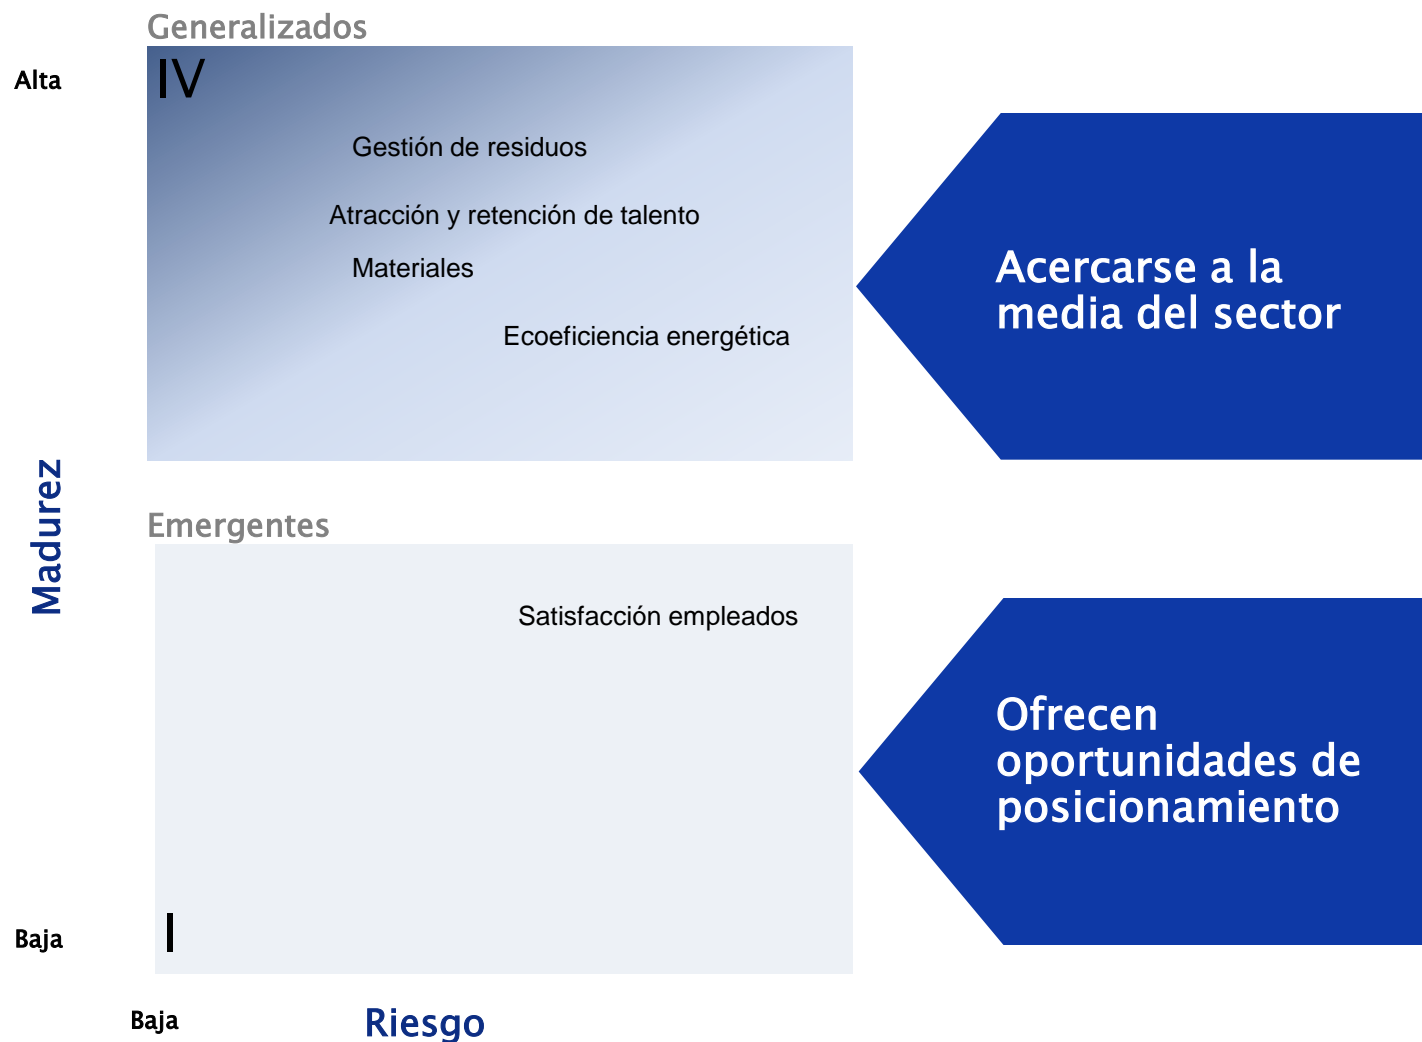 Generalizados
Alta
IV
Gestión de residuos
Atracción y retención de talento
Materiales
Ecoeficiencia energética
Acercarse a la
media del sector
Madurez
Emergentes
Satisfacción empleados
Ofrecen
oportunidades de
posicionamiento
I
Baja
Baja
Riesgo